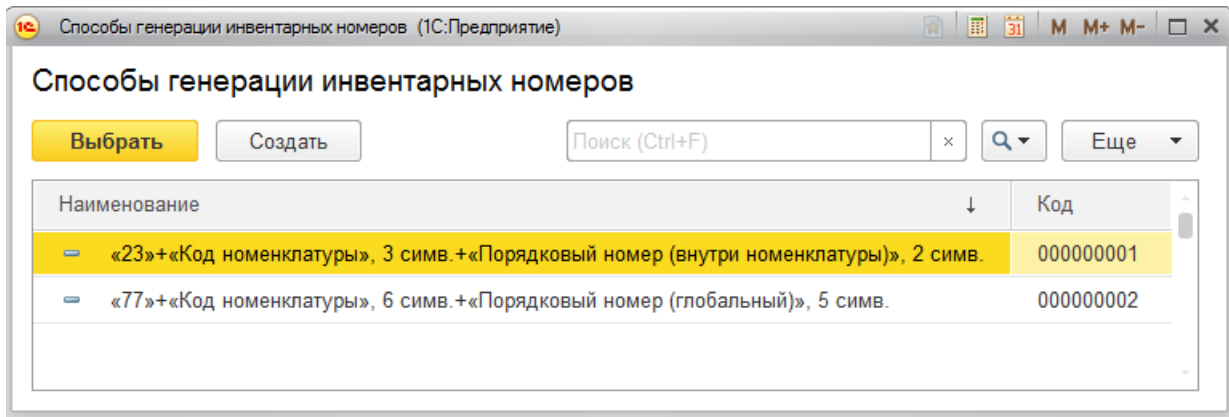 1С Способы генерации инвентарных номеров (1С:Предприятие) 31 M M+ M-
Способы генерации инвентарных номеров
Выбрать Создать Поиск (Ctrl+F) × Еще
Наименование ↓ Код
«23»+«Код номенклатуры», 3 симв.+«Порядковый номер (внутри номенклатуры)», 2 симв. 000000001
«77»+«Код номенклатуры», 6 симв.+«Порядковый номер (глобальный)», 5 симв. 000000002